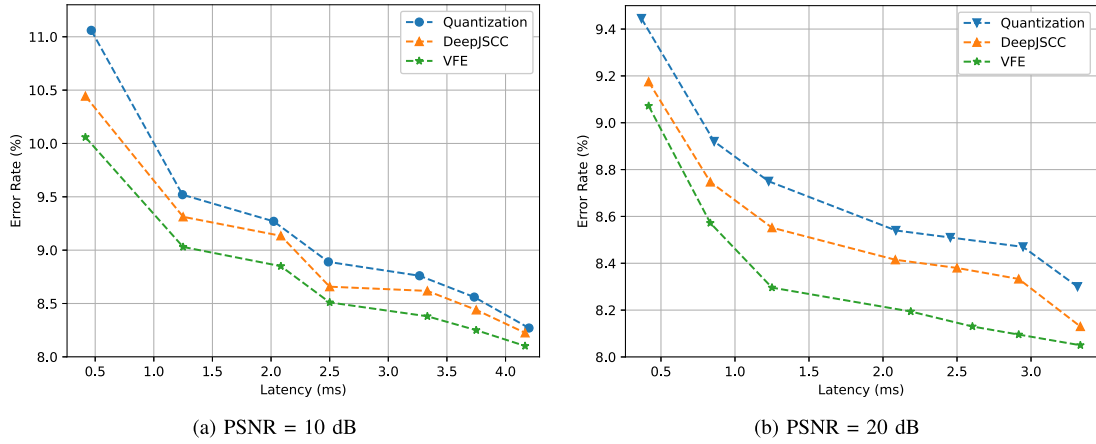 Quantization
DeepJSCC
VFE
Error Rate (%)
11.0
10.5
10.0
9.5
9.0
8.5
8.0
0.5 1.0 1.5 2.0 2.5 3.0 3.5 4.0
Latency (ms)
(a) PSNR = 10 dB
Quantization
DeepJSCC
VFE
Error Rate (%)
9.4
9.2
9.0
8.8
8.6
8.4
8.2
8.0
0.5 1.0 1.5 2.0 2.5 3.0
Latency (ms)
(b) PSNR = 20 dB